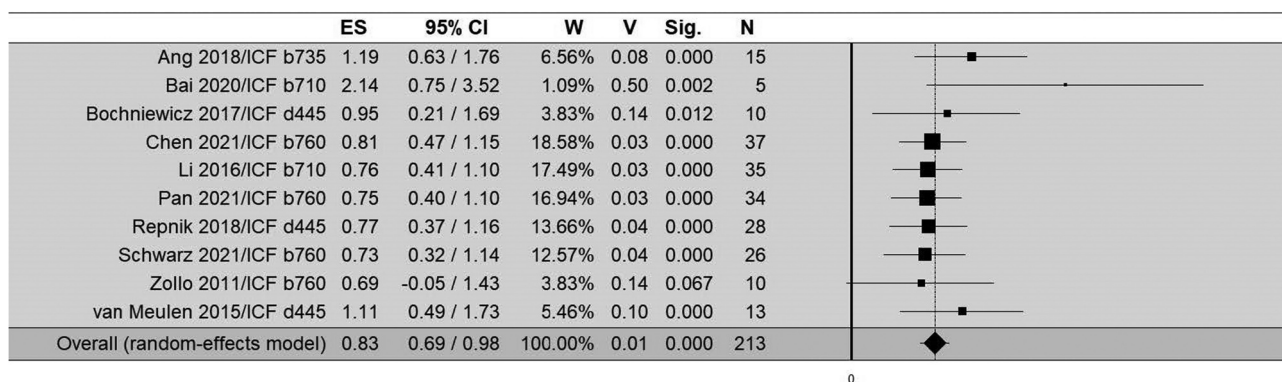 ES 95% CI W V Sig. N
Ang 2018/ICF b735 1.19 0.63 / 1.76 6.56% 0.08 0.000 15
Bai 2020/ICF b710 2.14 0.75 / 3.52 1.09% 0.50 0.002 5
Bochniewicz 2017/ICF d445 0.95 0.21 / 1.69 3.83% 0.14 0.012 10
Chen 2021/ICF b760 0.81 0.47 / 1.15 18.58% 0.03 0.000 37
Li 2016/ICF b710 0.76 0.41 / 1.10 17.49% 0.03 0.000 35
Pan 2021/ICF b760 0.75 0.40 / 1.10 16.94% 0.03 0.000 34
Repnik 2018/ICF d445 0.77 0.37 / 1.16 13.66% 0.04 0.000 28
Schwarz 2021/ICF b760 0.73 0.32 / 1.14 12.57% 0.04 0.000 26
Zollo 2011/ICF b760 0.69 -0.05 / 1.43 3.83% 0.14 0.067 10
van Meulen 2015/ICF d445 1.11 0.49 / 1.73 5.46% 0.10 0.000 13
Overall (random-effects model) 0.83 0.69 / 0.98 100.00% 0.01 0.000 213
0